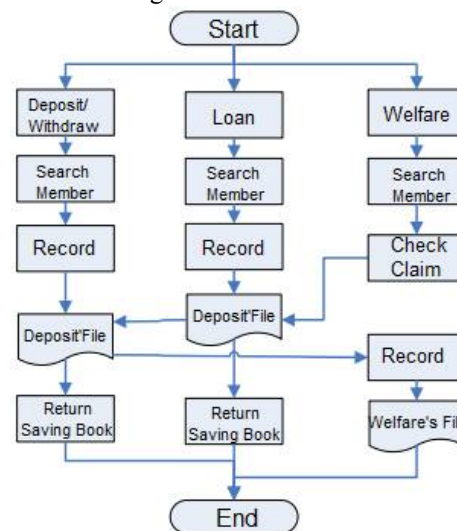 Start
Deposit/
Withdraw
Loan
Welfare
Search
Member
Search
Member
Search
Member
Record
Record
Check
Claim
Deposit'File
Deposit'File
Record
Return
Saving Book
Return
Saving Book
Welfare's Fil
End